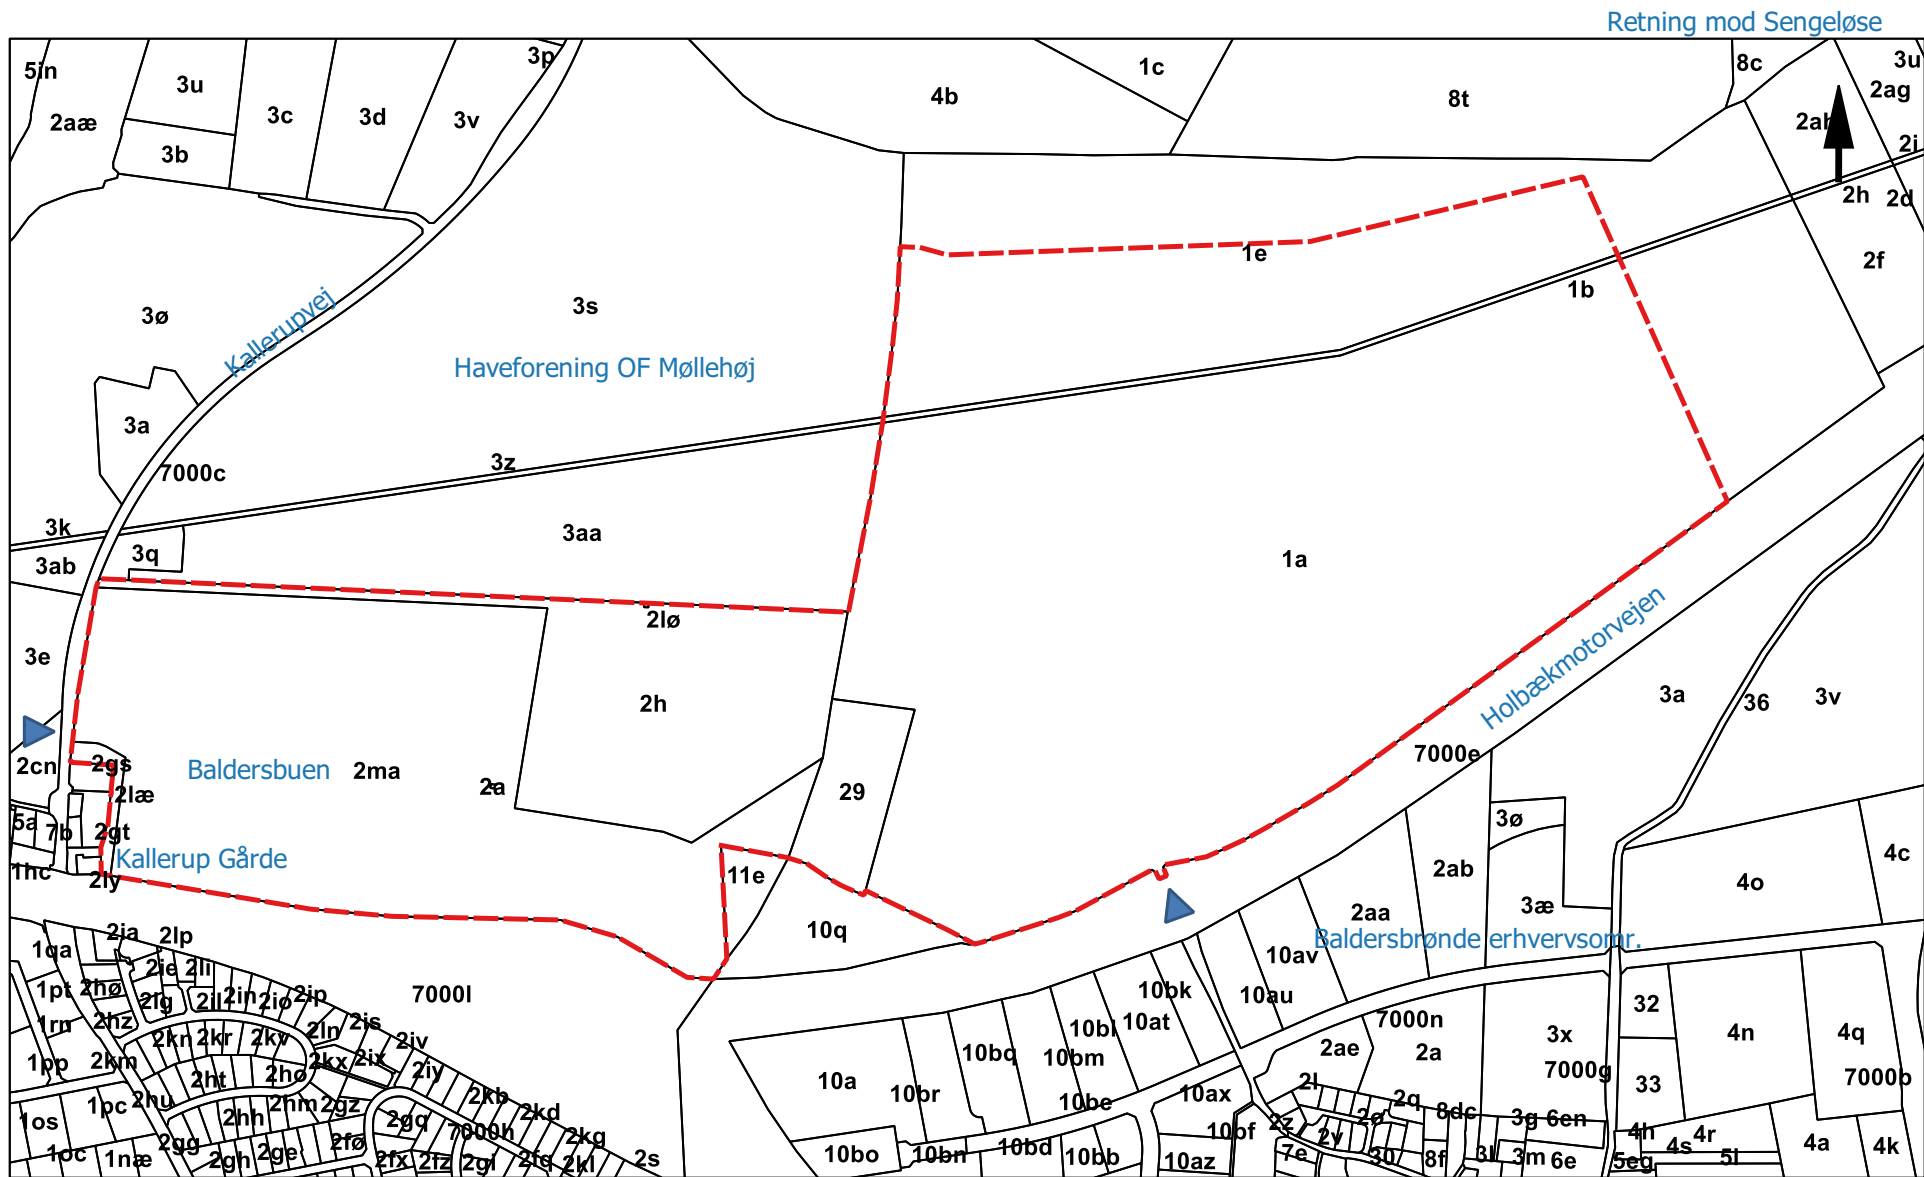 Retning mod Sengeløse
5in
3u
3p
1c
8c
3u
2ag
2aæ
3c
3d
3v
4b
8t
2ah
3b
2i
2h
2d
2f
1e
1b
3ø
3s
Kallerupvej
Haveforening OF Møllehøj
3a
7000c
3z
3k
3aa
3q
3ab
1a
2lø
Holbækmotorvejen
3e
2h
3a
36
3v
7000e
2cn
2gs
Baldersbuen
2ma
2a
29
2læ
5a
7b
2gt
3ø
Kallerup Gårde
2ab
4c
1hc
2ly
11e
4o
2aa
3æ
10q
Baldersbrønde erhvervsomr.
1qa
2ia
2lp
10av
2ie
2li
1pt
2hø
2lg
2il
2in
2iø
2ip
7000l
10bk
10au
32
1rn
2hz
2ln
2is
10bl
10at
7000n
3x
4n
4q
2kn
2kr
2kv
2iv
1pp
2km
2kx
2ix
2iy
10bq
10bm
2ae
2a
7000g
33
7000b
2ht
2hø
10a
10br
2l
1pc
2hu
2hm
2gz
2kb
10be
10ax
2q
1os
2hh
2gq
2kd
2ø
8dc
3g
6en
2gg
2fø
7000h
2kg
10bf
2z
2v
4h
4r
1oc
1næ
2gh
2ge
2fx
2fz
2gi
2fq
2kl
2s
10bo
10bn
10bd
10bb
10az
7e
30
8f
3l
3m
6e
5eg
4s
5l
4a
4k